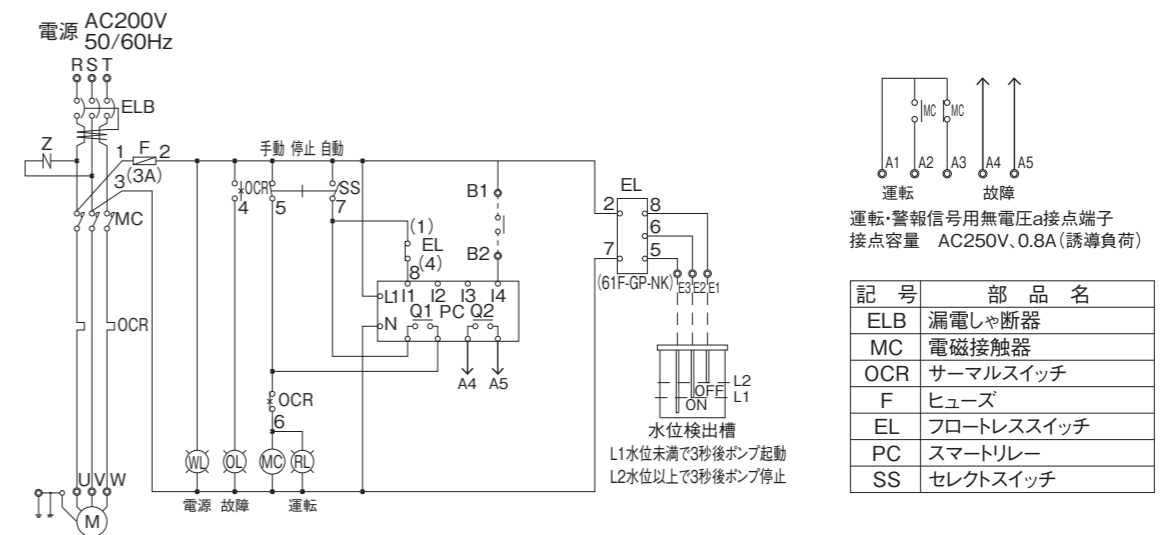 電源 AC200V
50/60Hz
R S T
ELB
Z
1 F 2
(3A)
3
MC
OCR
U V W
M
手動 停止 自動
OCR
4
5
SS
7
(1)
EL
(4)
8
B1
B2
L1 I1 I2 I3 I4
Q1 PC Q2
N
A4 A5
OCR
6
WL OL MC RL
電源 故障 運転
EL
2 8
6
7 5
(61F-GP-NK)
E3 E2 E1
L2
OFF
L1
ON
水位検出槽
L1水位未満で3秒後ポンプ起動
L2水位以上で3秒後ポンプ停止
MC MC
A1 A2 A3 A4 A5
運転 故障
運転・警報信号用無電圧a接点端子
接点容量 AC250V、0.8A(誘導負荷)
記号 部品名
ELB 漏電しゃ断器
MC 電磁接触器
OCR サーマルスイッチ
F ヒューズ
EL フロートレススイッチ
PC スマートリレー
SS セレクトスイッチ